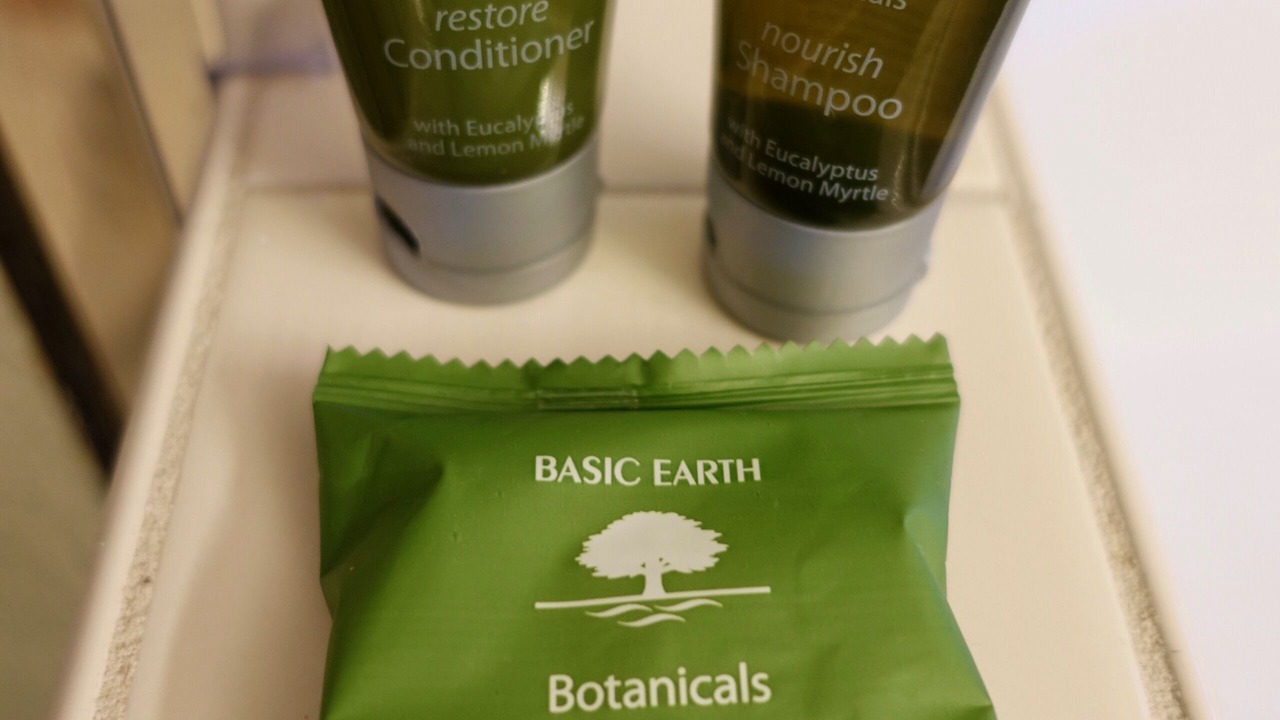 restore
Conditioner
with Eucalyptus
and Lemon Myrtle
nourish
Shampoo
with Eucalyptus
and Lemon Myrtle
BASIC EARTH
Botanicals